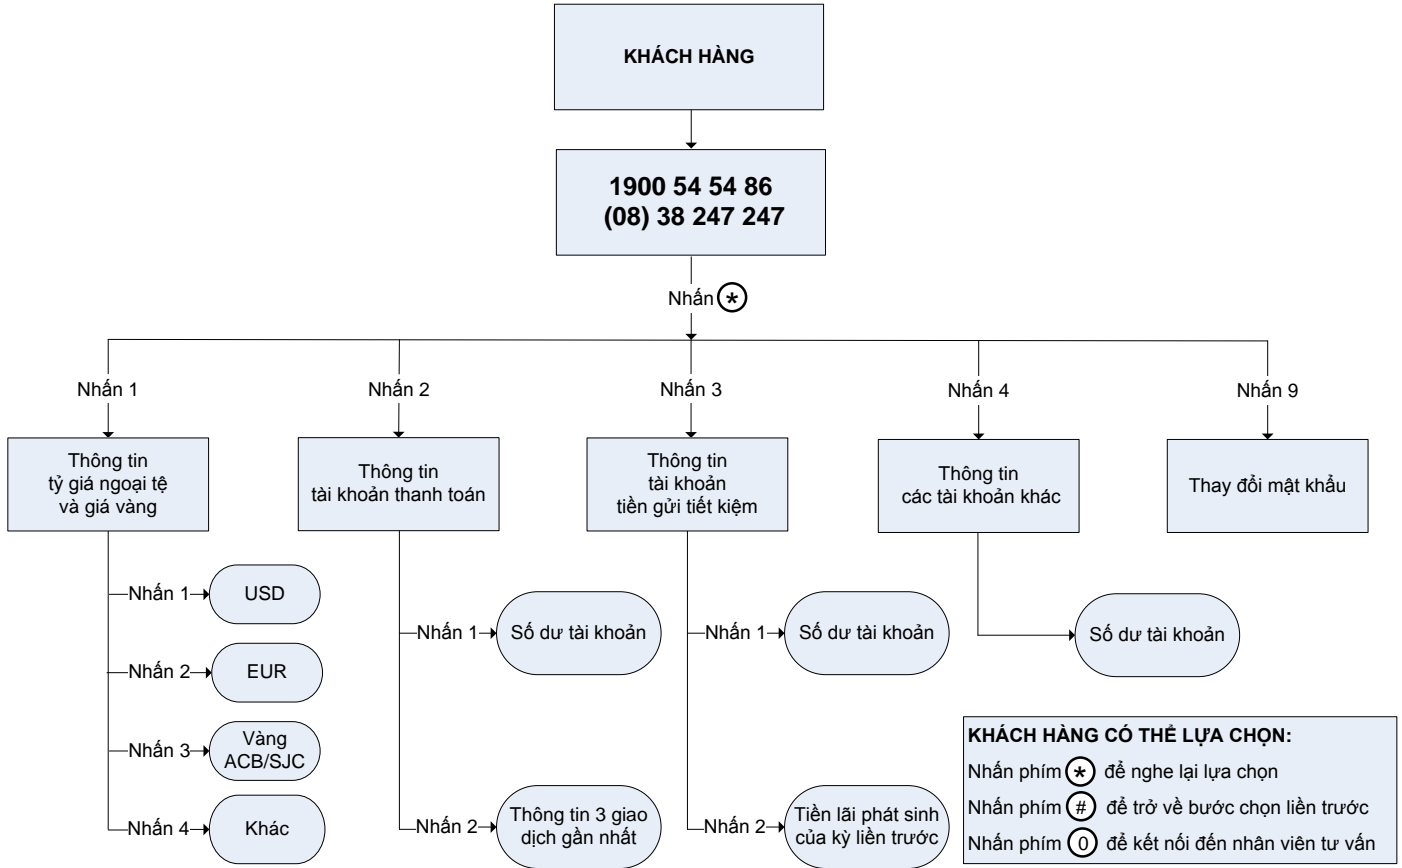 KHÁCH HÀNG
1900 54 54 86
(08) 38 247 247
Nhấn *
Nhấn 1
Nhấn 2
Nhấn 3
Nhấn 4
Nhấn 9
Thông tin
tỷ giá ngoại tệ
và giá vàng
Thông tin
tài khoản thanh toán
Thông tin
tài khoản
tiền gửi tiết kiệm
Thông tin
các tài khoản khác
Thay đổi mật khẩu
Nhấn 1
USD
Nhấn 2
EUR
Nhấn 3
Vàng
ACB/SJC
Nhấn 4
Khác
Nhấn 1
Số dư tài khoản
Nhấn 2
Thông tin 3 giao
dịch gần nhất
Nhấn 1
Số dư tài khoản
Nhấn 2
Tiền lãi phát sinh
của kỳ liền trước
Số dư tài khoản
KHÁCH HÀNG CÓ THỂ LỰA CHỌN:
Nhấn phím * để nghe lại lựa chọn
Nhấn phím # để trở về bước chọn liền trước
Nhấn phím 0 để kết nối đến nhân viên tư vấn